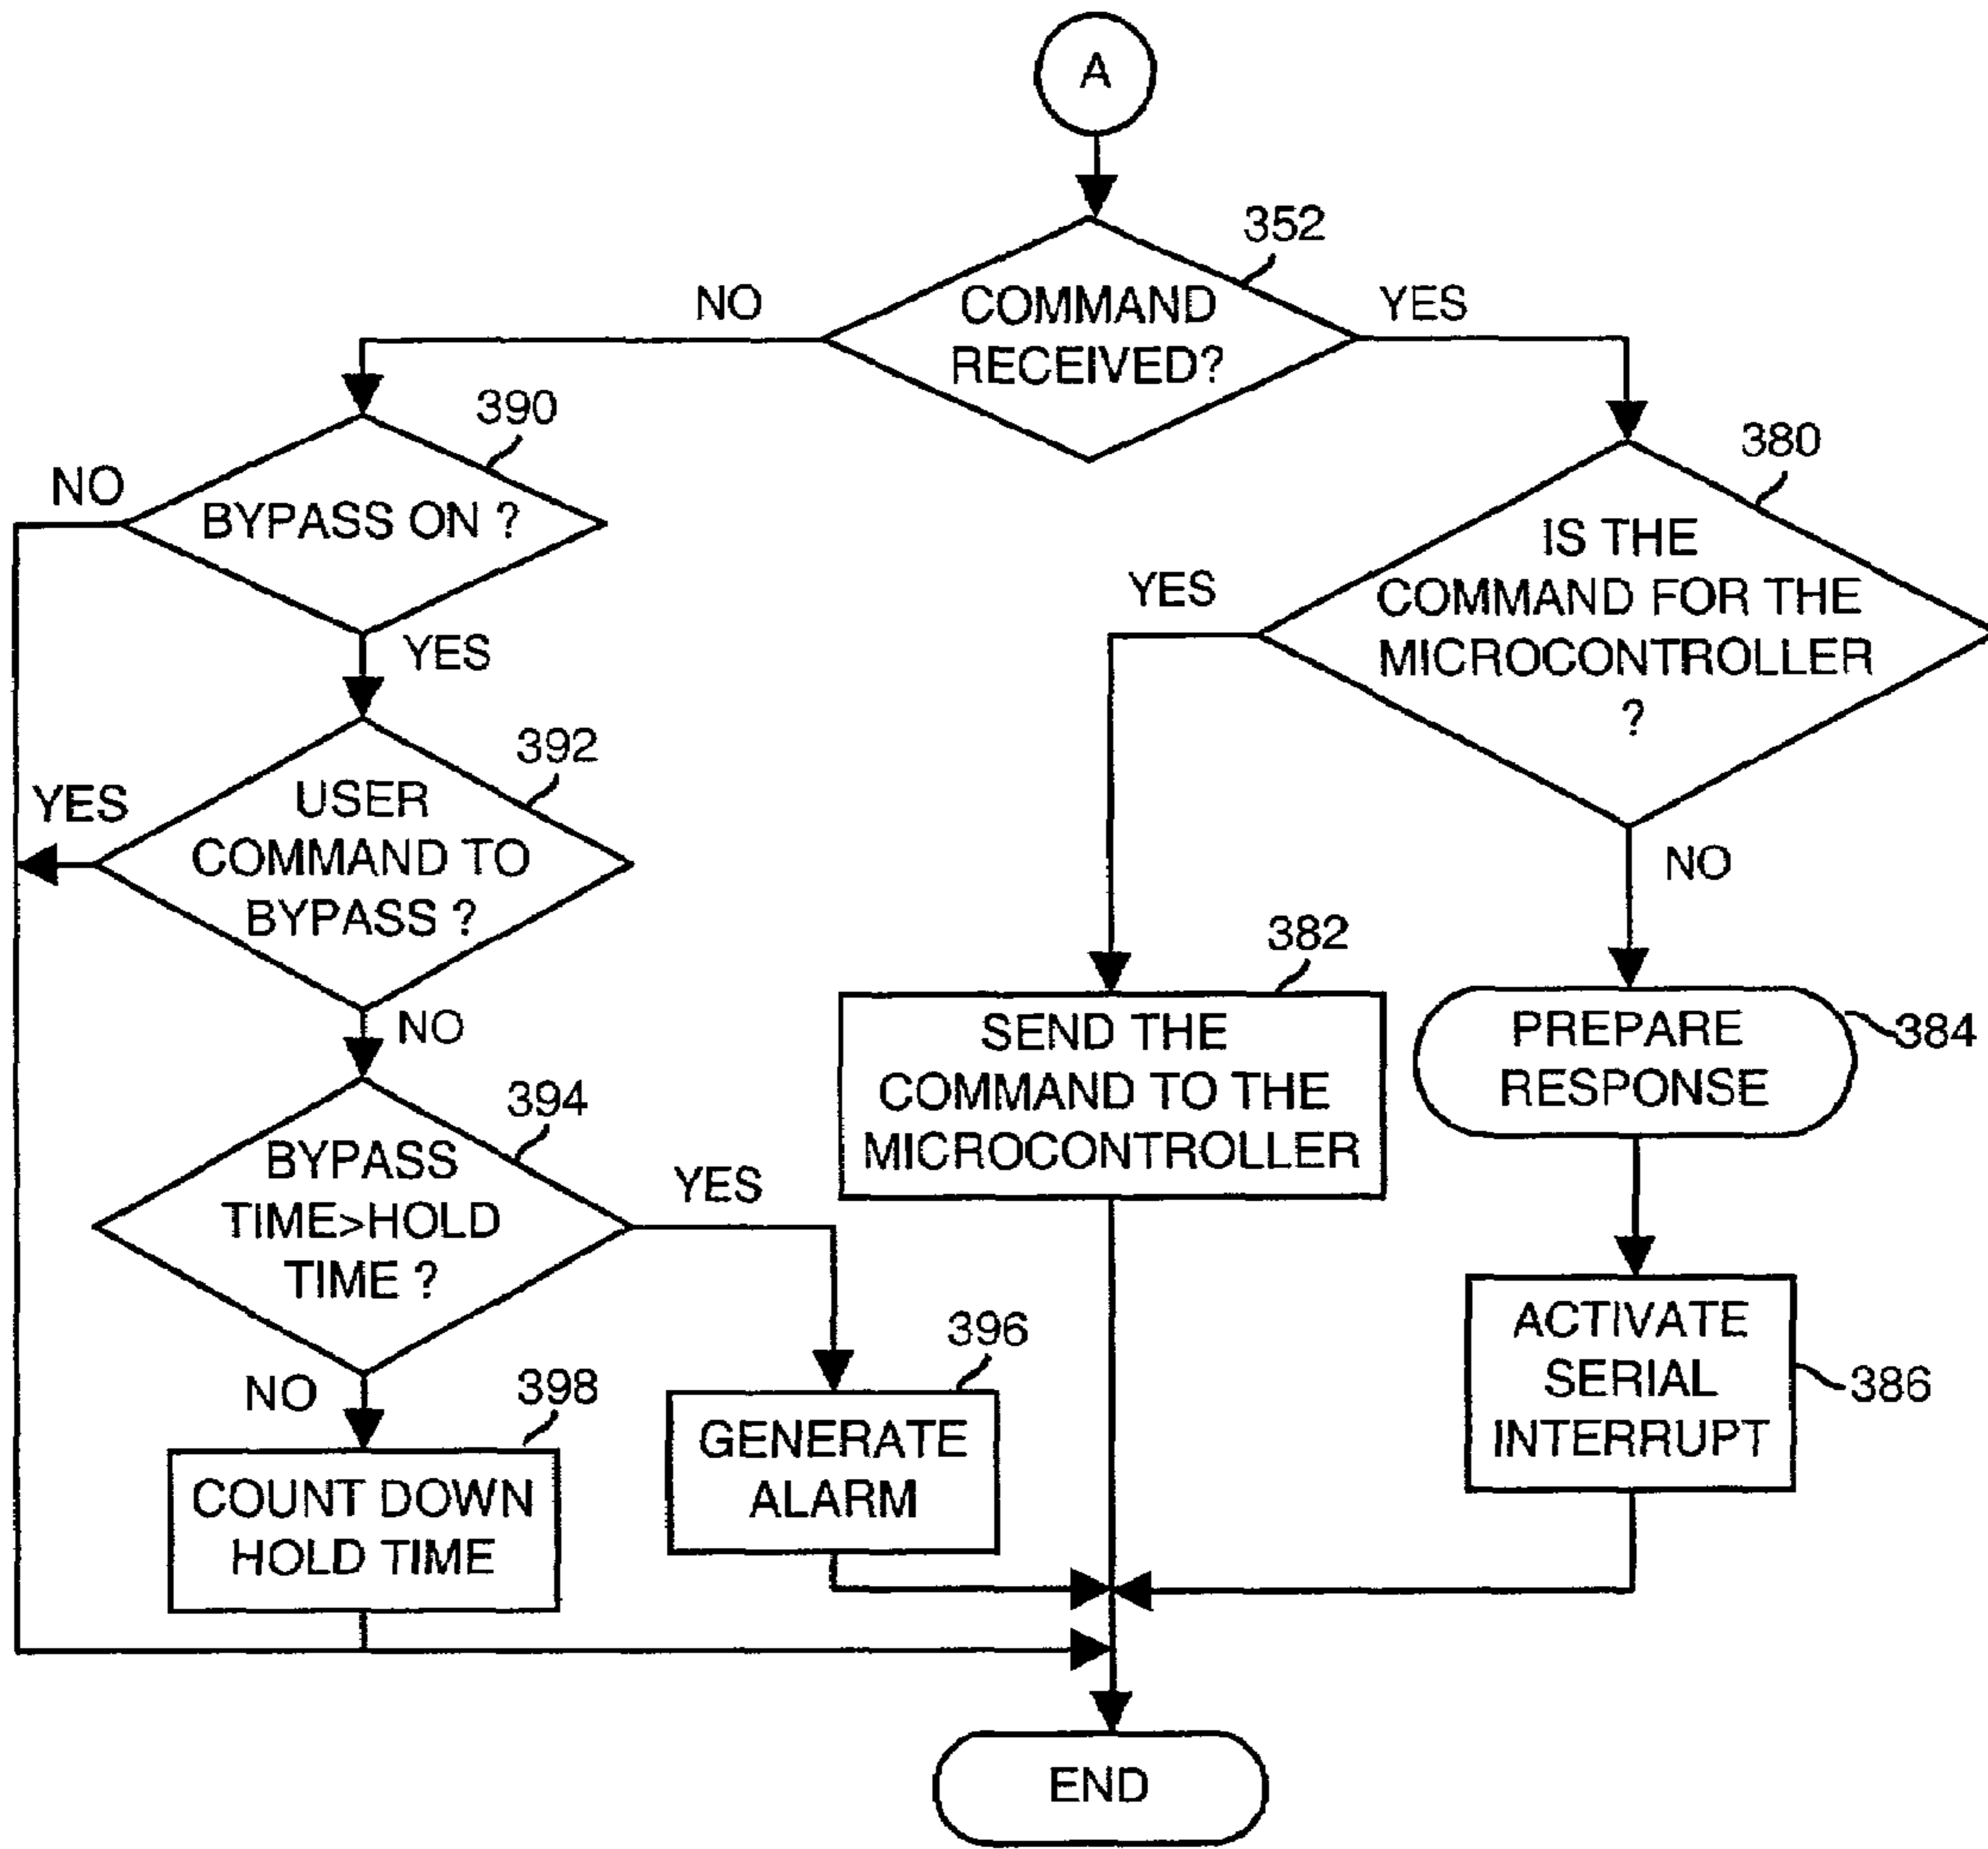 A
352
COMMAND
RECEIVED?
NO
YES
390
BYPASS ON ?
NO
YES
380
IS THE
COMMAND FOR THE
MICROCONTROLLER
?
YES
NO
392
USER
COMMAND TO
BYPASS ?
YES
NO
382
SEND THE
COMMAND TO THE
MICROCONTROLLER
384
PREPARE
RESPONSE
394
BYPASS
TIME>HOLD
TIME ?
YES
NO
396
GENERATE
ALARM
386
ACTIVATE
SERIAL
INTERRUPT
398
COUNT DOWN
HOLD TIME
END